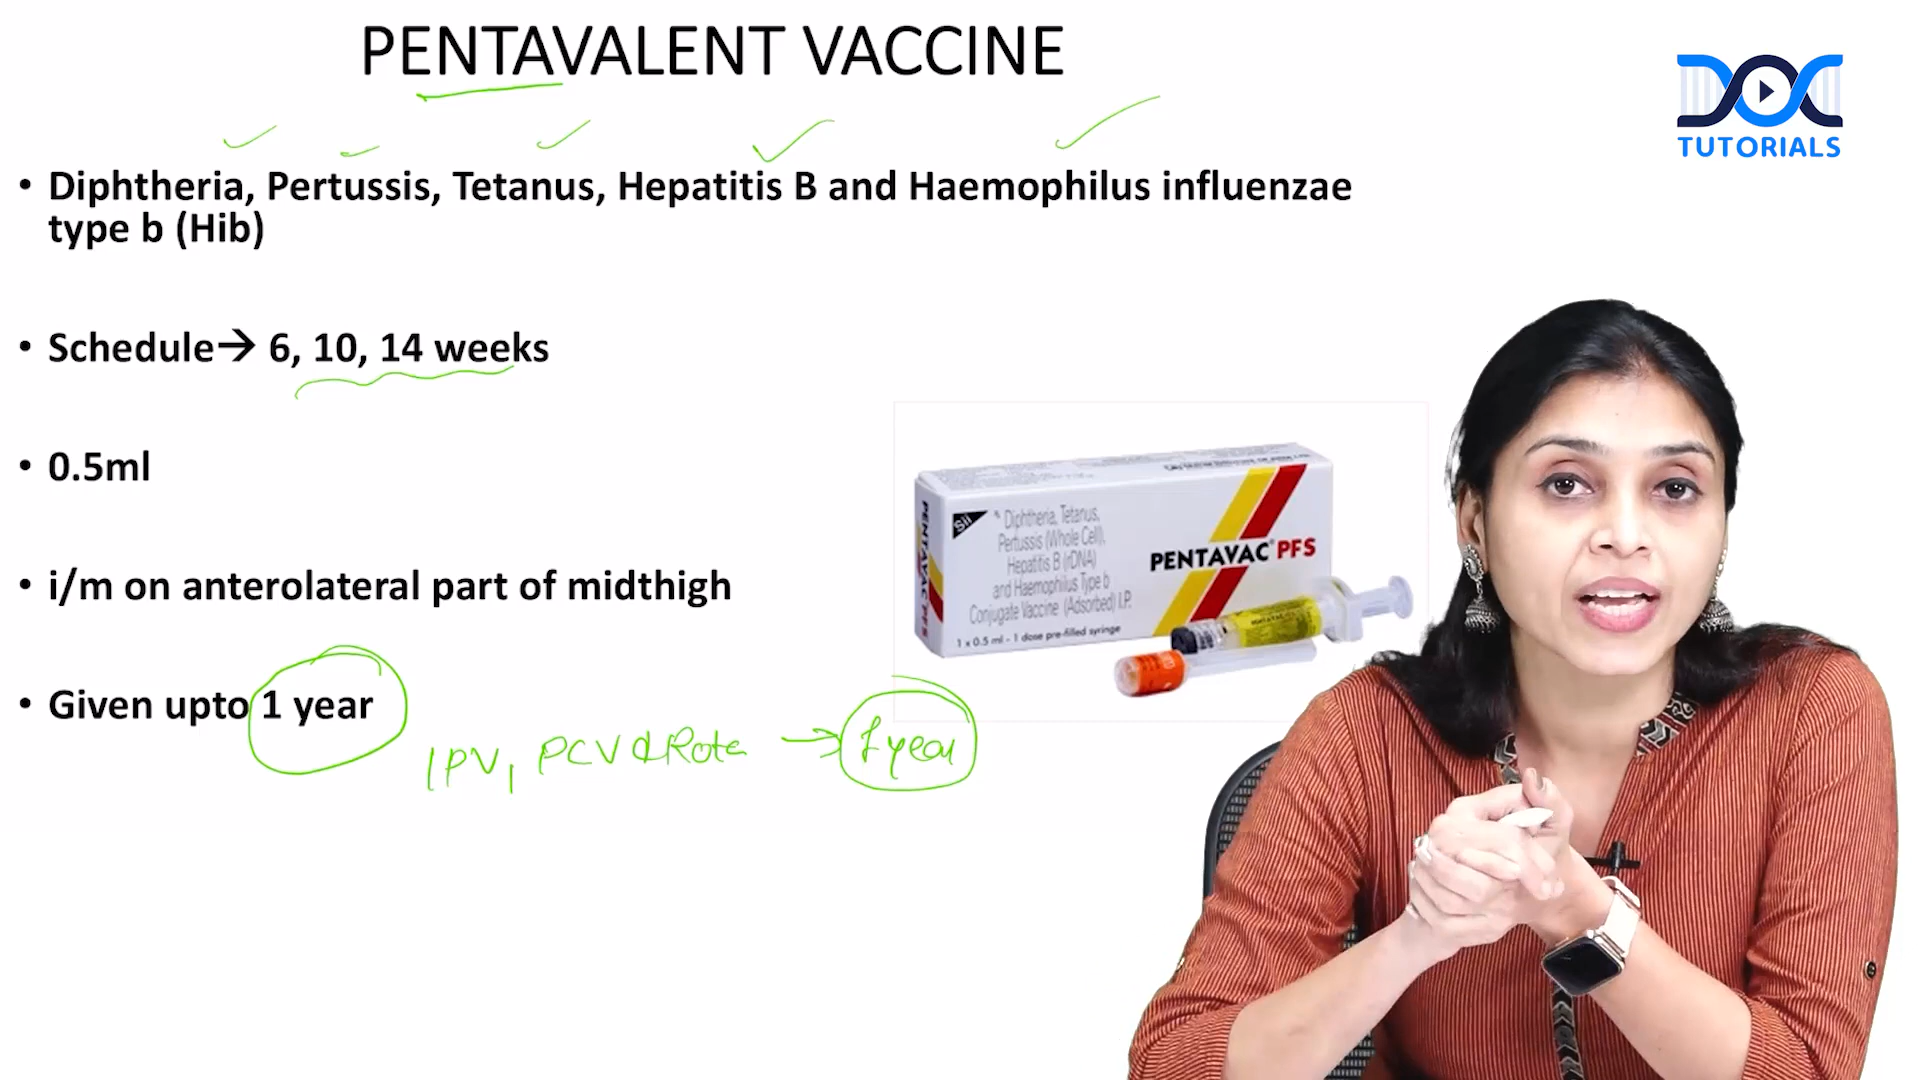 PENTAVALENT VACCINE
TUTORIALS
• Diphtheria, Pertussis, Tetanus, Hepatitis B and Haemophilus influenzae
type b (Hib)
• Schedule→ 6, 10, 14 weeks
• 0.5ml
• i/m on anterolateral part of midthigh
• Given upto 1 year
IPV, PCV & Rota → 1 year
SII
Diphtheria, Tetanus,
Pertussis (Whole Cell),
Hepatitis B (rDNA)
and Haemophilus Type b
Conjugate Vaccine (Adsorbed) I.P.
1 x 0.5 ml - 1 dose pre-filled syringe
PENTAVAC® PFS
PENTAVAC PFS